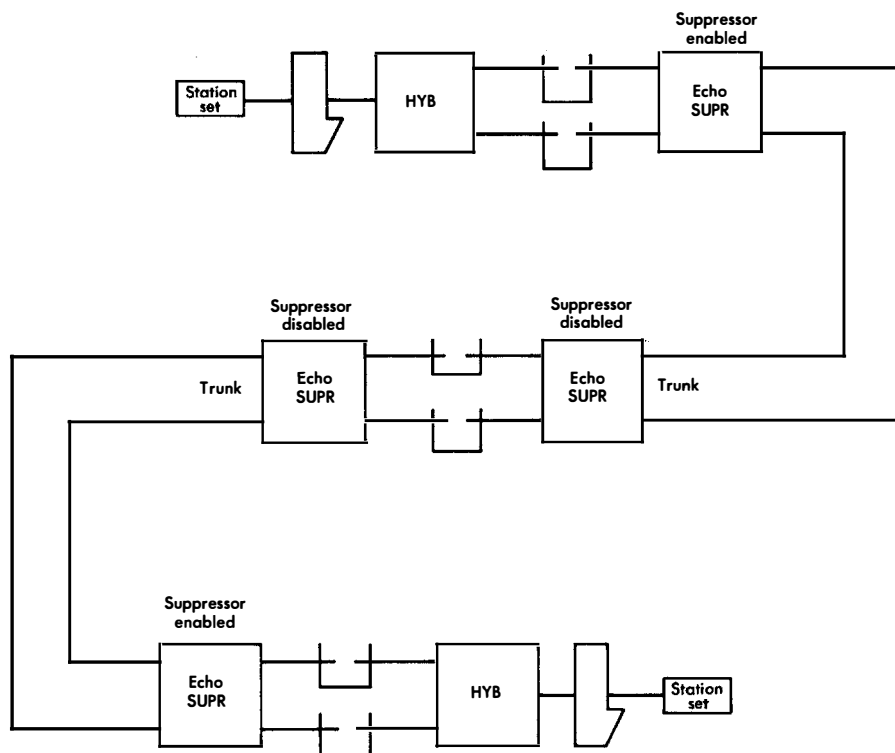 Suppressor
enabled
Station
set
HYB
Echo
SUPR
Suppressor
disabled
Suppressor
disabled
Trunk
Echo
SUPR
Echo
SUPR
Trunk
Suppressor
enabled
Echo
SUPR
HYB
Station
set